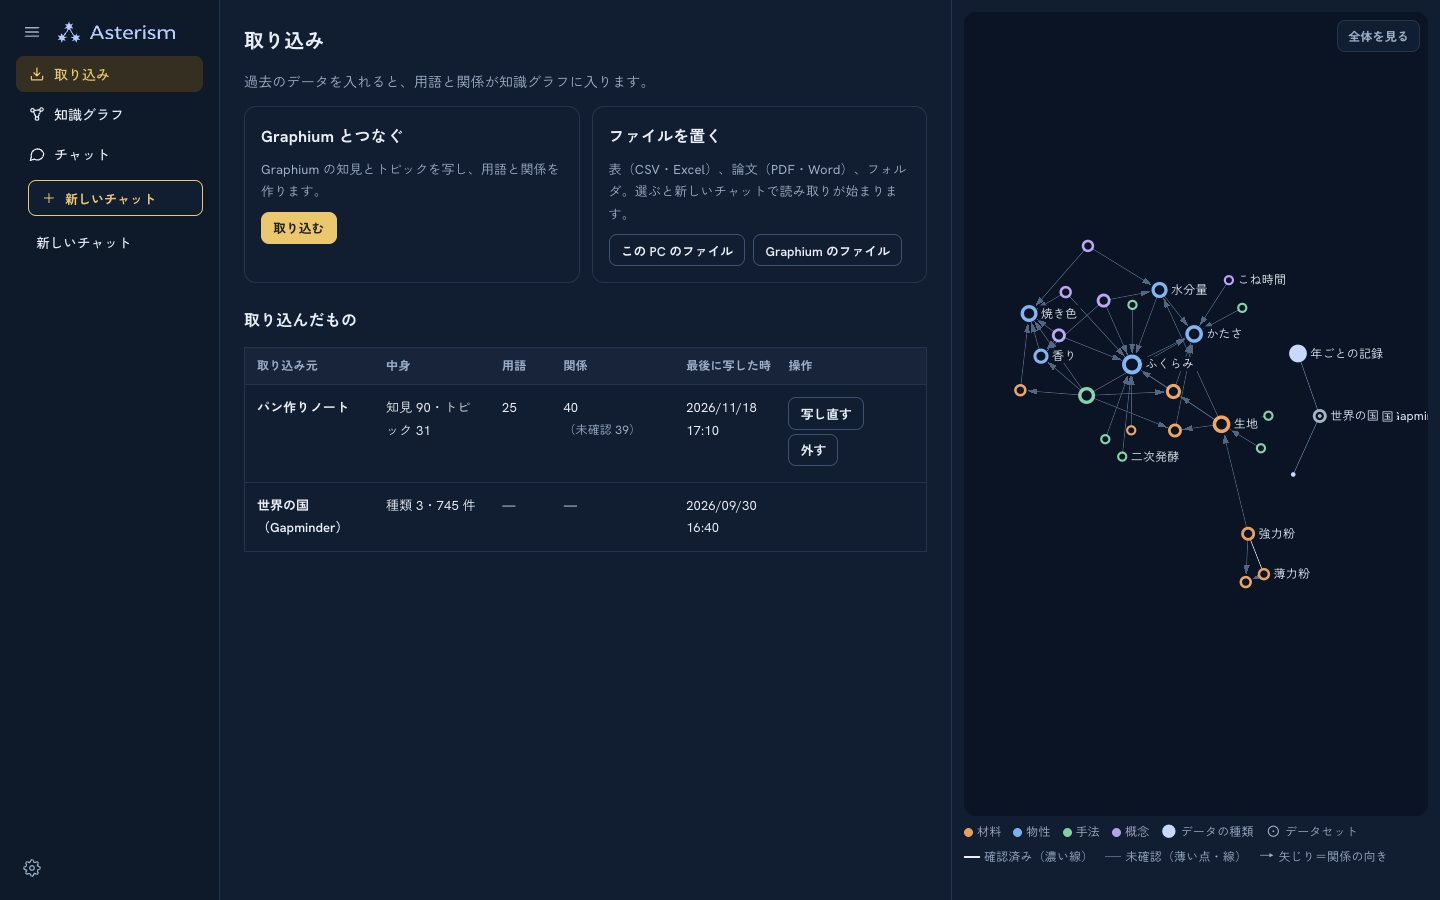 Asterism
取り込み
知識グラフ
チャット
新しいチャット
新しいチャット
取り込み
過去のデータを入れると、用語と関係が知識グラフに入ります。
Graphium とつなぐ
Graphium の知見とトピックを写し、用語と関係を
作ります。
取り込む
ファイルを置く
表（CSV・Excel）、論文（PDF・Word）、フォル
ダ。選ぶと新しいチャットで読み取りが始まりま
す。
この PC のファイル
Graphium のファイル
取り込んだもの
取り込み元 中身 用語 関係 最後に写した時 操作
パン作りノート 知見 90・トピ 25 40 2026/11/18 写し直す
ック 31 （未確認 39） 17:10
外す
世界の国 種類 3・745 件 — — 2026/09/30
（Gapminder） 16:40
全体を見る
こね時間
水分量
焼き色
かたさ
香り
ふくらみ
年ごとの記録
生地
世界の国
国
二次発酵
強力粉
薄力粉
材料 物性 手法 概念 データの種類 データセット
確認済み（濃い線） 未確認（薄い点・線） 矢じり＝関係の向き